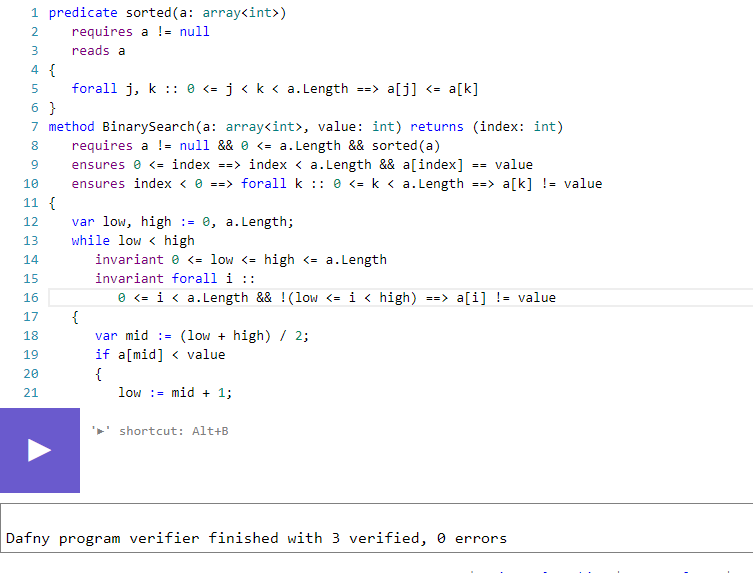 1 predicate sorted(a: array<int>)
2 requires a != null
3 reads a
4 {
5 forall j, k :: 0 <= j < k < a.Length ==> a[j] <= a[k]
6 }
7 method BinarySearch(a: array<int>, value: int) returns (index: int)
8 requires a != null && 0 <= a.Length && sorted(a)
9 ensures 0 <= index ==> index < a.Length && a[index] == value
10 ensures index < 0 ==> forall k :: 0 <= k < a.Length ==> a[k] != value
11 {
12 var low, high := 0, a.Length;
13 while low < high
14 invariant 0 <= low <= high <= a.Length
15 invariant forall i ::
16 0 <= i < a.Length && !(low <= i < high) ==> a[i] != value
17 {
18 var mid := (low + high) / 2;
19 if a[mid] < value
20 {
21 low := mid + 1;
'►' shortcut: Alt+B
Dafny program verifier finished with 3 verified, 0 errors